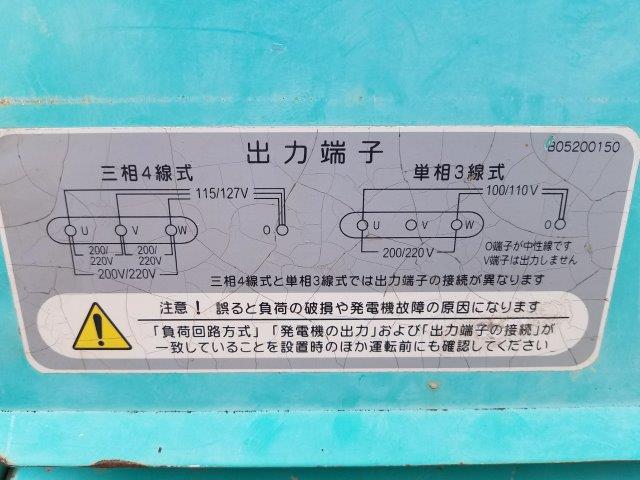 出力端子
B05200150
三相4線式
115/127V
U V W O
200/220V 200/220V
200V/220V
単相3線式
100/110V
U V W O
200/220V
O端子が中性線です
V端子は出力しません
三相4線式と単相3線式では出力端子の接続が異なります
注意！ 誤ると負荷の破損や発電機故障の原因になります
「負荷回路方式」「発電機の出力」および「出力端子の接続」が
一致していることを設置時のほか運転前にも確認してください